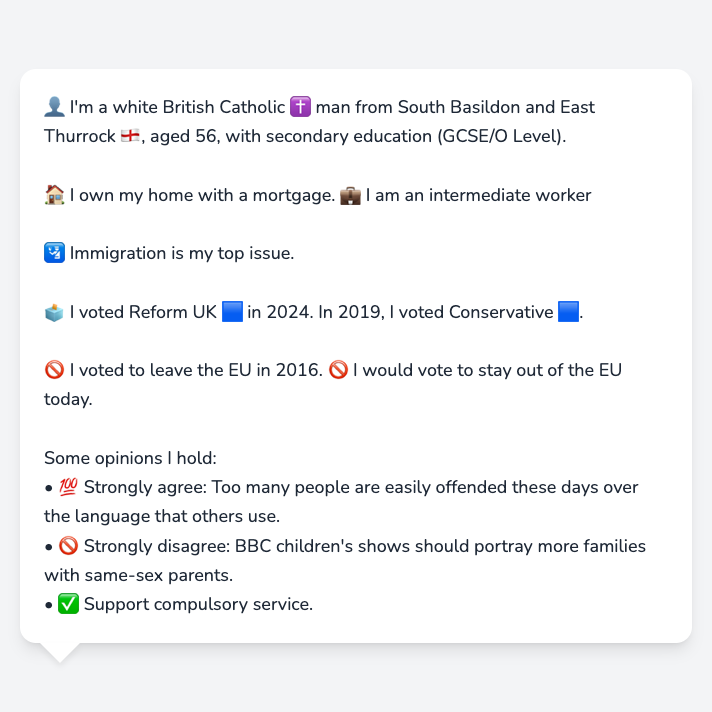 👤 I'm a white British Catholic ✝️ man from South Basildon and East
Thurrock 🏴󠁧󠁢󠁥󠁮󠁧󠁿, aged 56, with secondary education (GCSE/O Level).
🏠 I own my home with a mortgage. 💼 I am an intermediate worker
🛂 Immigration is my top issue.
🗳️ I voted Reform UK 🟦 in 2024. In 2019, I voted Conservative 🟦.
🚫 I voted to leave the EU in 2016. 🚫 I would vote to stay out of the EU
today.
Some opinions I hold:
• 💯 Strongly agree: Too many people are easily offended these days over
the language that others use.
• 🚫 Strongly disagree: BBC children's shows should portray more families
with same-sex parents.
• ✅ Support compulsory service.